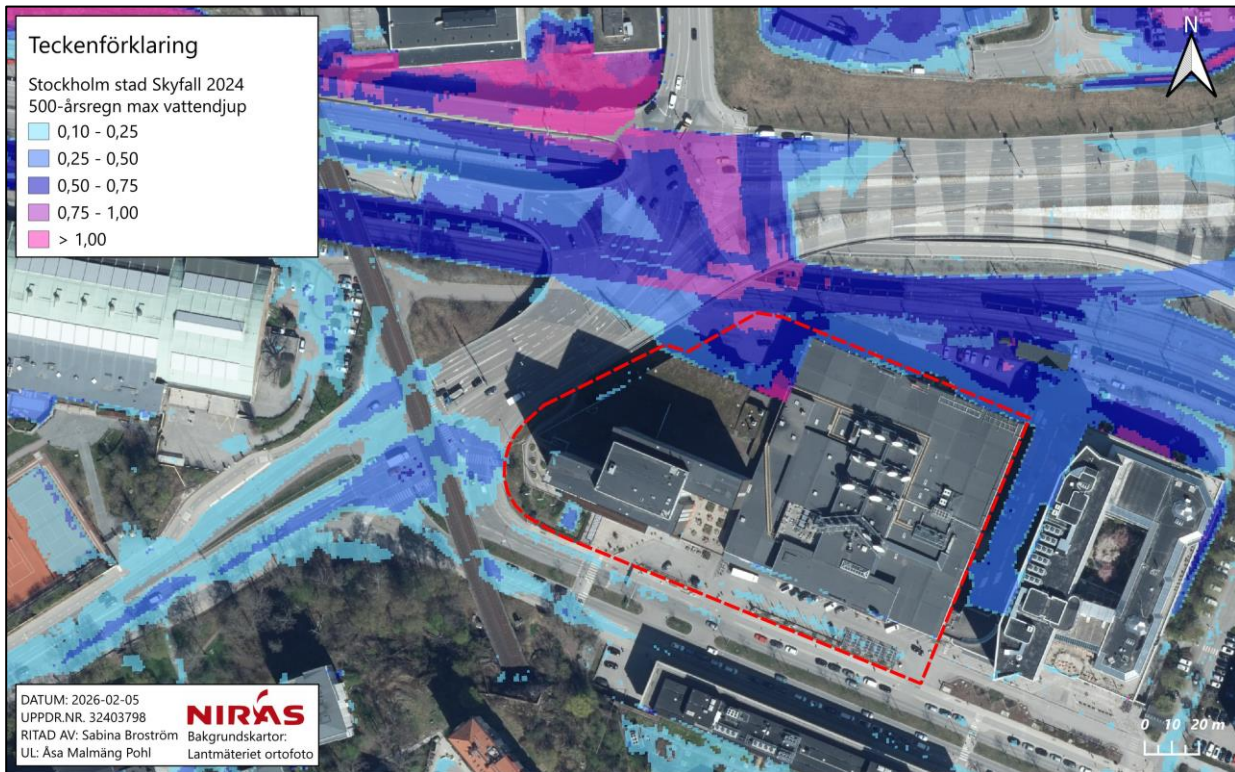 Teckenförklaring
Stockholm stad Skyfall 2024
500-årsregn max vattendjup
0,10 - 0,25
0,25 - 0,50
0,50 - 0,75
0,75 - 1,00
> 1,00
N
DATUM: 2026-02-05
UPPDR.NR. 32403798
RITAD AV: Sabina Broström
UL: Åsa Malmäng Pohl
NIRÁS
Bakgrundskartor:
Lantmäteriet ortofoto
0 10 20 m